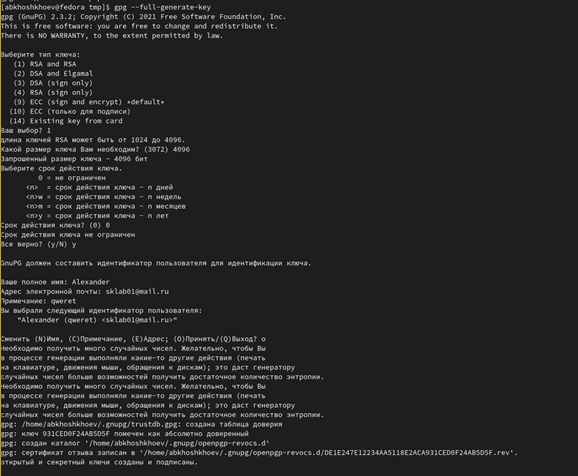 [abkhoshkhoev@fedora tmp]$ gpg --full-generate-key
gpg (GnuPG) 2.3.2; Copyright (C) 2021 Free Software Foundation, Inc.
This is free software: you are free to change and redistribute it.
There is NO WARRANTY, to the extent permitted by law.
Выберите тип ключа:
(1) RSA and RSA
(2) DSA and Elgamal
(3) DSA (sign only)
(4) RSA (sign only)
(9) ECC (sign and encrypt) *default*
(10) ECC (только для подписи)
(14) Existing key from card
Ваш выбор? 1
длина ключей RSA может быть от 1024 до 4096.
Какой размер ключа Вам необходим? (3072) 4096
Запрошенный размер ключа - 4096 бит
Выберите срок действия ключа.
0 = не ограничен
<n> = срок действия ключа - n дней
<n>w = срок действия ключа - n недель
<n>m = срок действия ключа - n месяцев
<n>y = срок действия ключа - n лет
Срок действия ключа? (0) 0
Срок действия ключа не ограничен
Все верно? (y/N) y
GnuPG должен составить идентификатор пользователя для идентификации ключа.
Ваше полное имя: Alexander
Адрес электронной почты: sklab01@mail.ru
Примечание: qweret
Вы выбрали следующий идентификатор пользователя:
"Alexander (qweret) <sklab01@mail.ru>"
Сменить (N)Имя, (C)Примечание, (E)Адрес; (O)Принять/(Q)Выход? o
Необходимо получить много случайных чисел. Желательно, чтобы Вы
в процессе генерации выполняли какие-то другие действия (печать
на клавиатуре, движения мыши, обращения к дискам); это даст генератору
случайных чисел больше возможностей получить достаточное количество энтропии.
Необходимо получить много случайных чисел. Желательно, чтобы Вы
в процессе генерации выполняли какие-то другие действия (печать
на клавиатуре, движения мыши, обращения к дискам); это даст генератору
случайных чисел больше возможностей получить достаточное количество энтропии.
gpg: /home/abkhoshkhoev/.gnupg/trustdb.gpg: создана таблица доверия
gpg: ключ 931CED0F24AB5D5F помечен как абсолютно доверенный
gpg: создан каталог '/home/abkhoshkhoev/.gnupg/openpgp-revocs.d'
gpg: сертификат отзыва записан в '/home/abkhoshkhoev/.gnupg/openpgp-revocs.d/DE1E247E12234AA5118E2ACA931CED0F24AB5D5F.rev'.
открытый и секретный ключи созданы и подписаны.